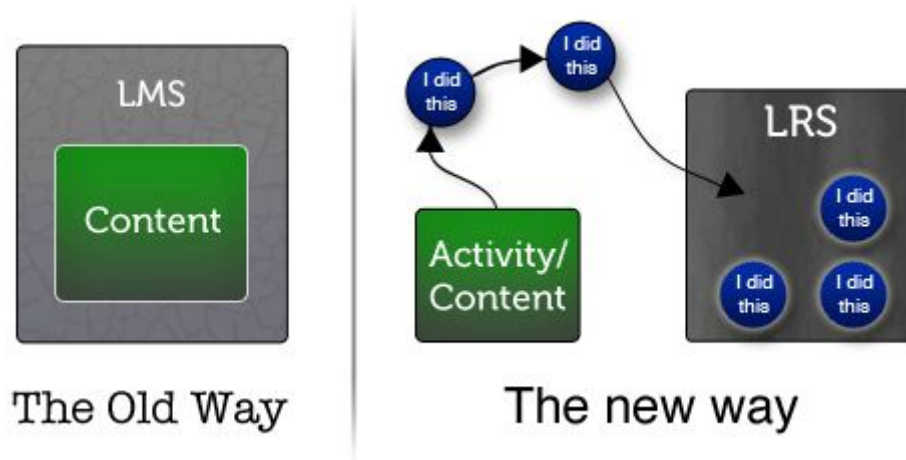 LMS
Content
The Old Way
I did
this
I did
this
Activity/
Content
LRS
I did
this
I did
this
I did
this
The new way